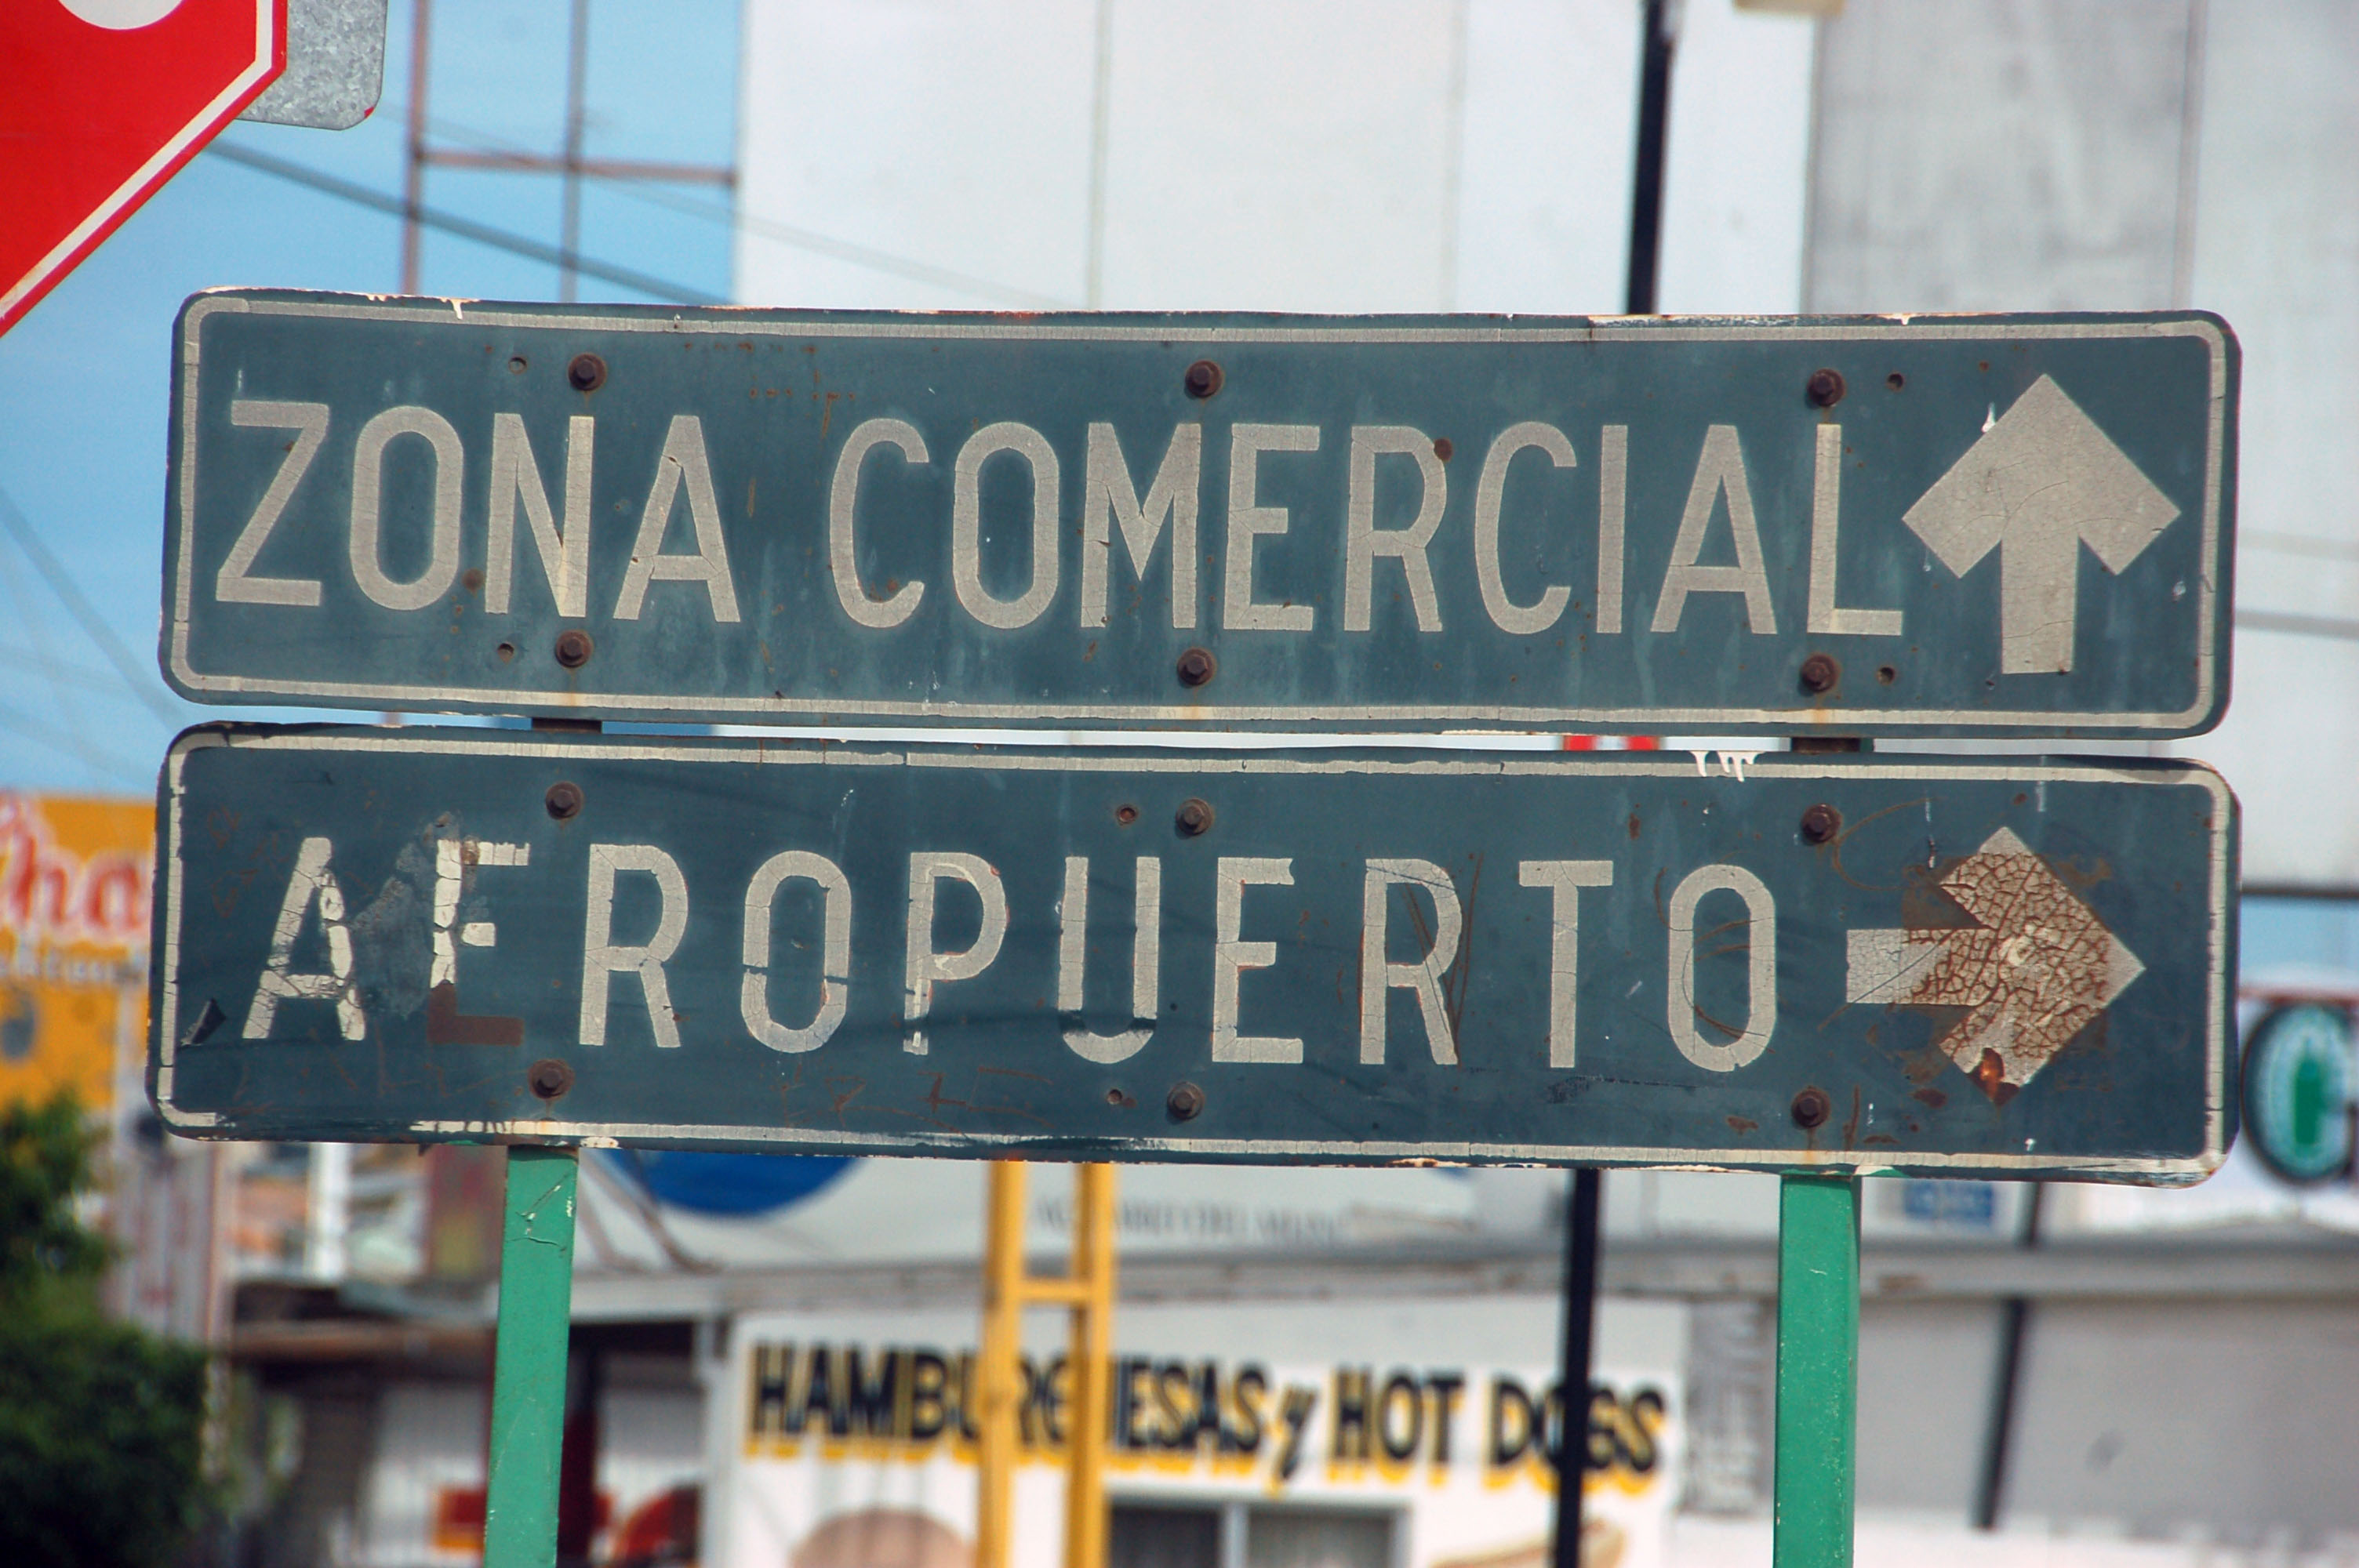 ZONA COMERCIAL
AEROPUERTO
HAMBURGUESAS y HOT DOGS